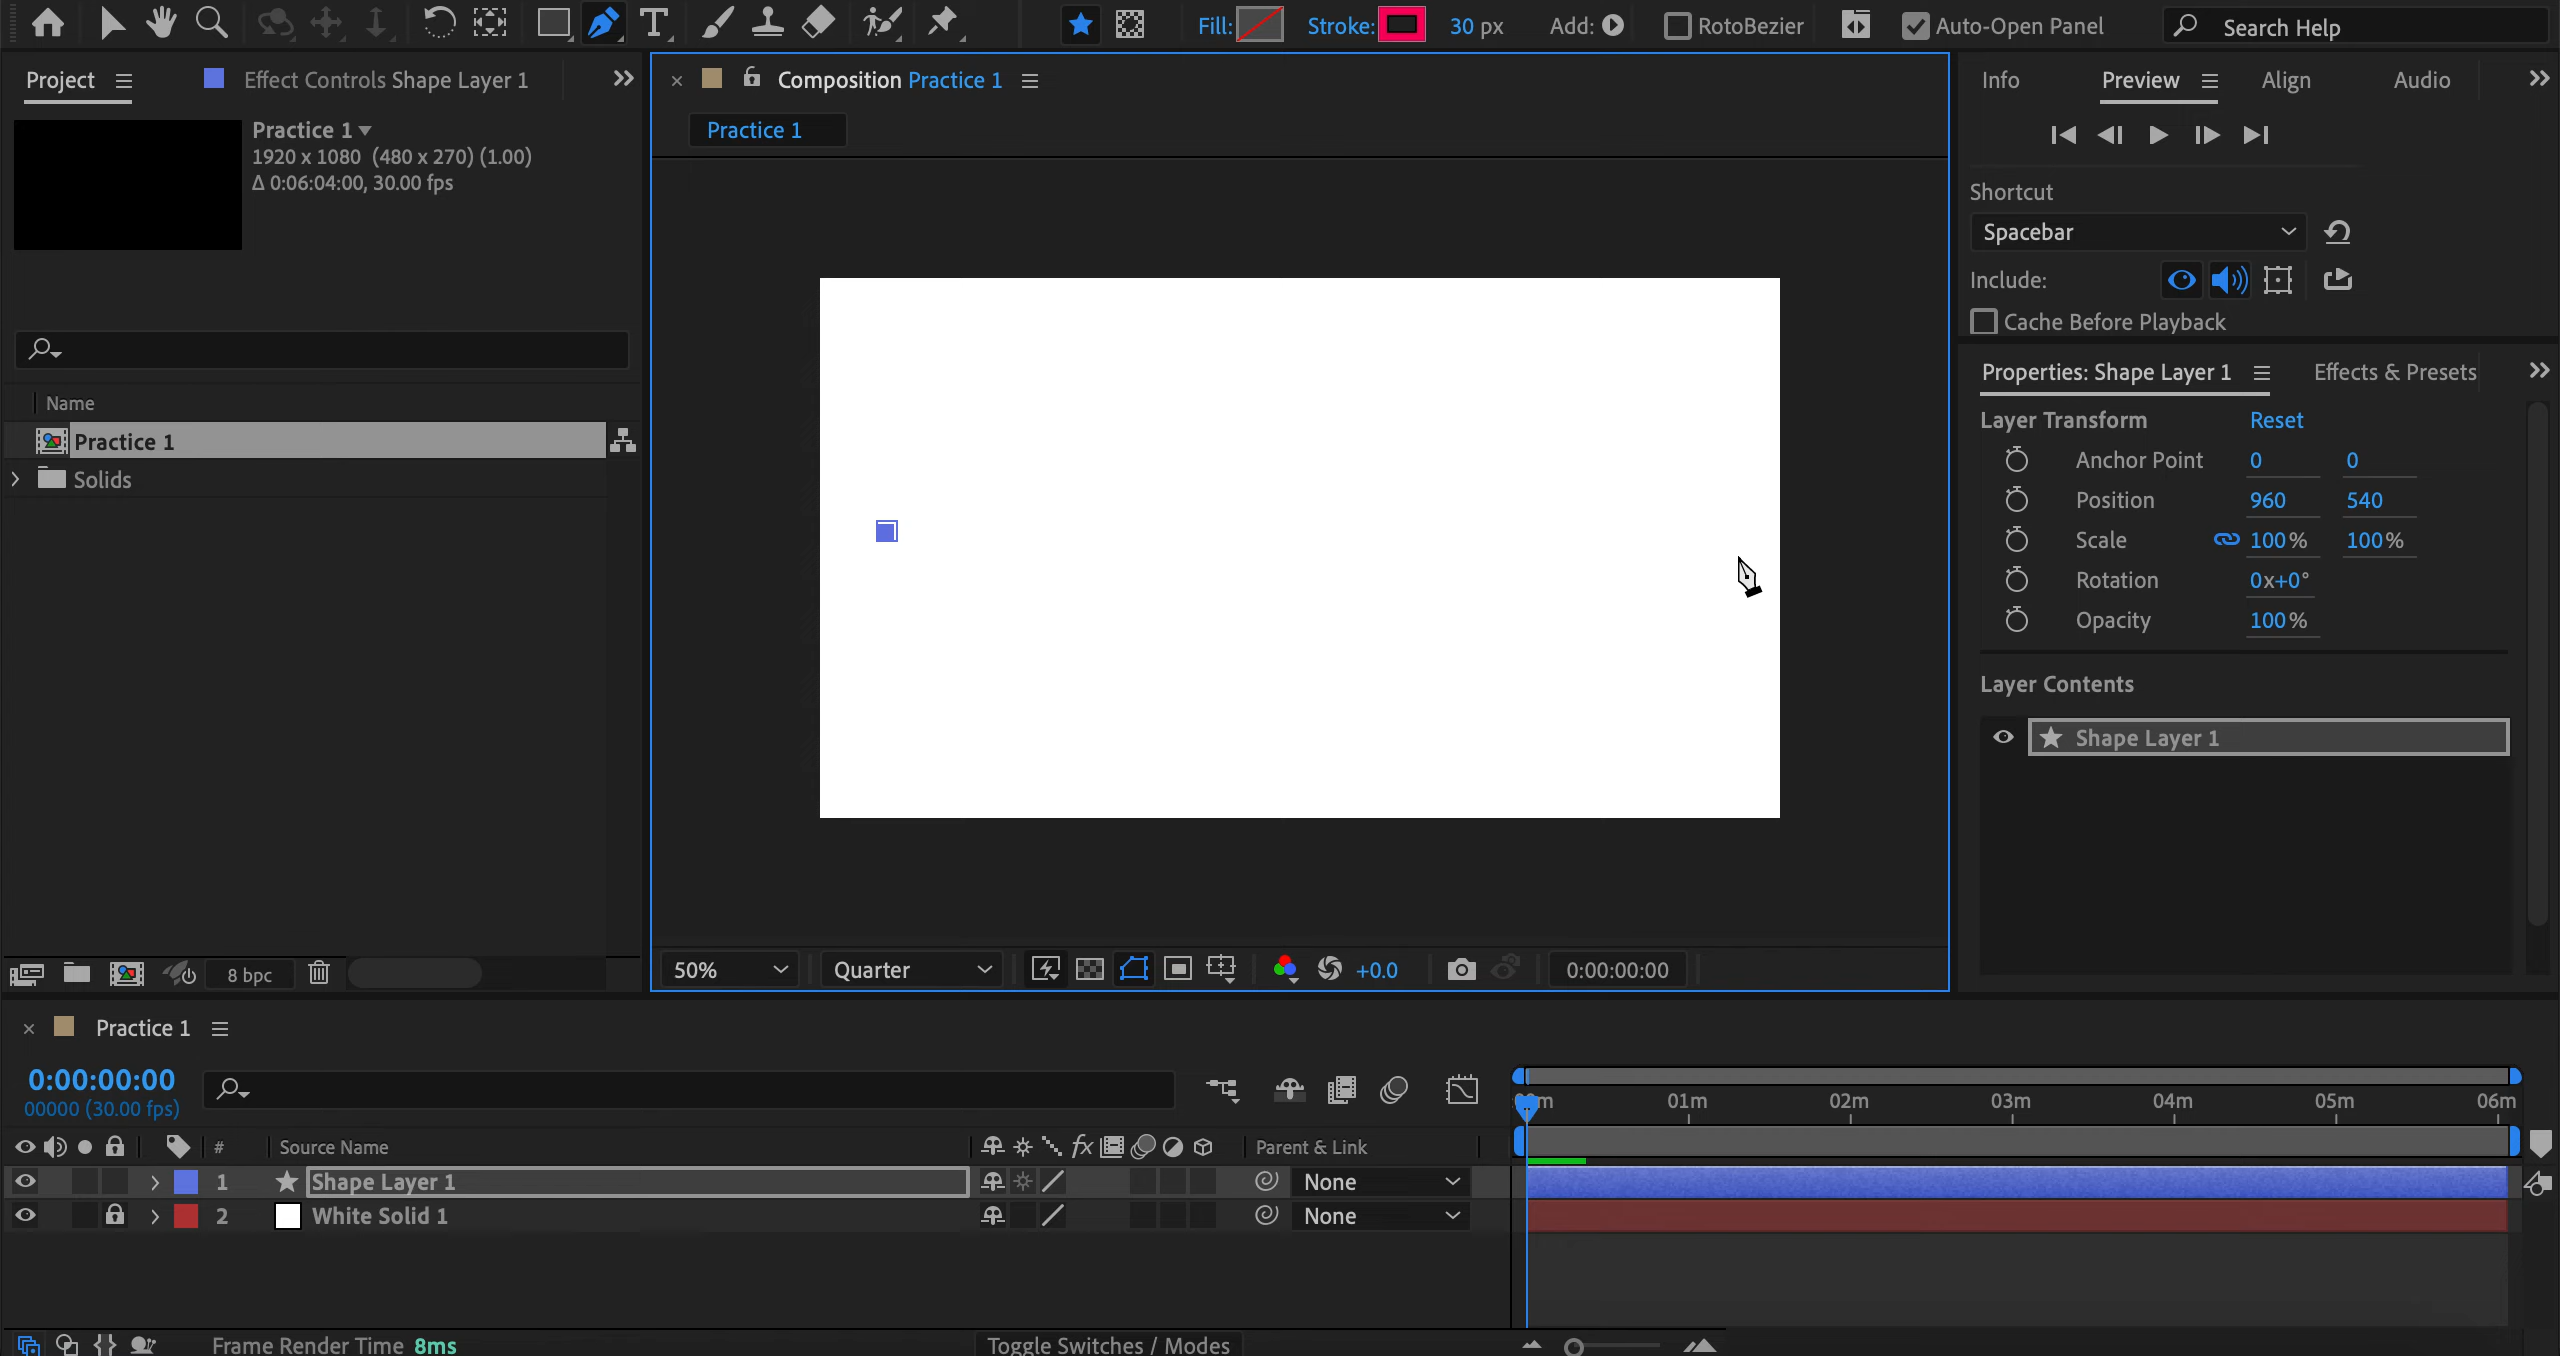 Fill:
Stroke:
30 px
Add:
RotoBezier
Auto-Open Panel
Search Help
Project
Effect Controls Shape Layer 1
Composition Practice 1
Info
Preview
Align
Audio
Practice 1
1920 x 1080 (480 x 270) (1.00)
Δ 0:06:04:00, 30.00 fps
Practice 1
Shortcut
Spacebar
Include:
Cache Before Playback
Name
Practice 1
Solids
Properties: Shape Layer 1
Effects & Presets
Layer Transform Reset
Anchor Point 0 0
Position 960 540
Scale 100% 100%
Rotation 0x+0°
Opacity 100%
Layer Contents
Shape Layer 1
8 bpc
50%
Quarter
+0.0
0:00:00:00
Practice 1
0:00:00:00
00000 (30.00 fps)
01m 02m 03m 04m 05m 06m
# Source Name
fx
Parent & Link
1 Shape Layer 1 None
2 White Solid 1 None
Frame Render Time 8ms
Toggle Switches / Modes